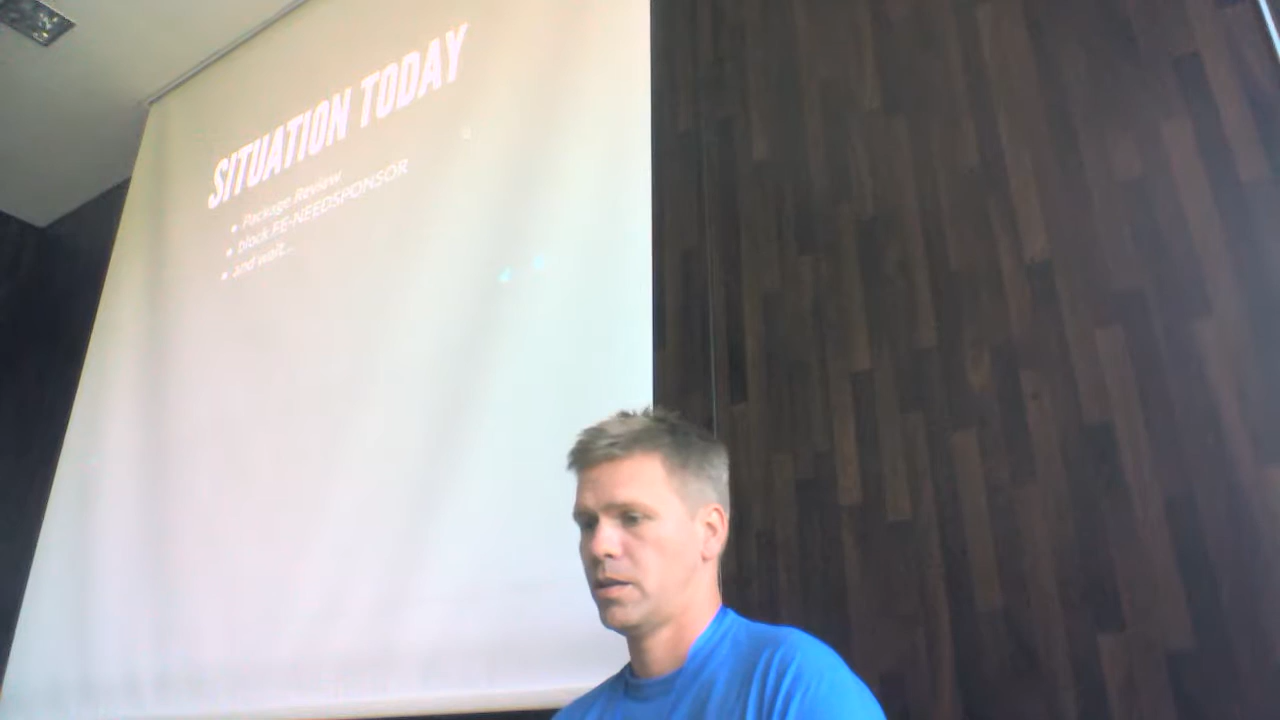 SITUATION TODAY
Package Review
block FE-NEEDSPONSOR
and wait...